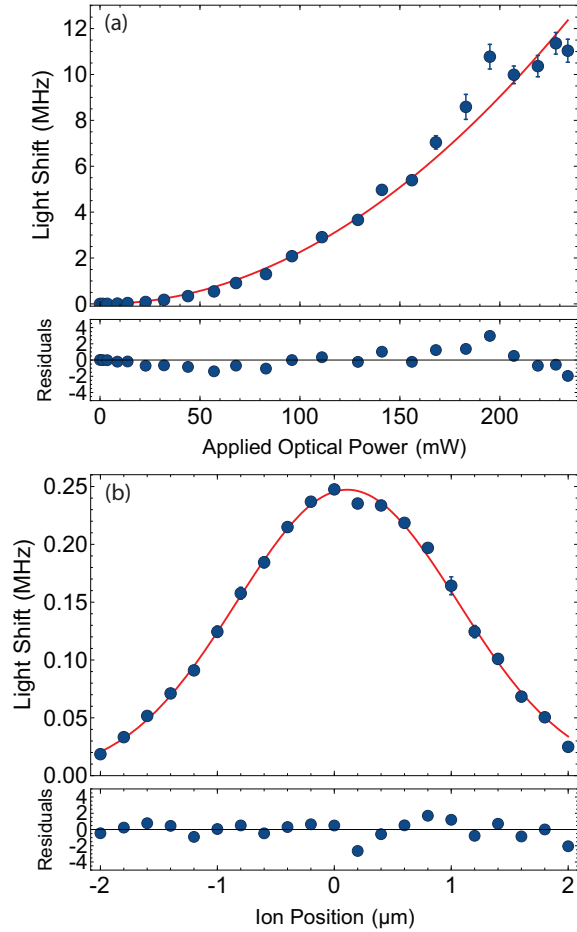 (a)
12
10
8
6
4
2
0
Light Shift (MHz)
4
2
0
-2
-4
Residuals
0 50 100 150 200
Applied Optical Power (mW)
(b)
0.25
0.20
0.15
0.10
0.05
0.00
Light Shift (MHz)
4
2
0
-2
-4
Residuals
-2 -1 0 1 2
Ion Position (µm)